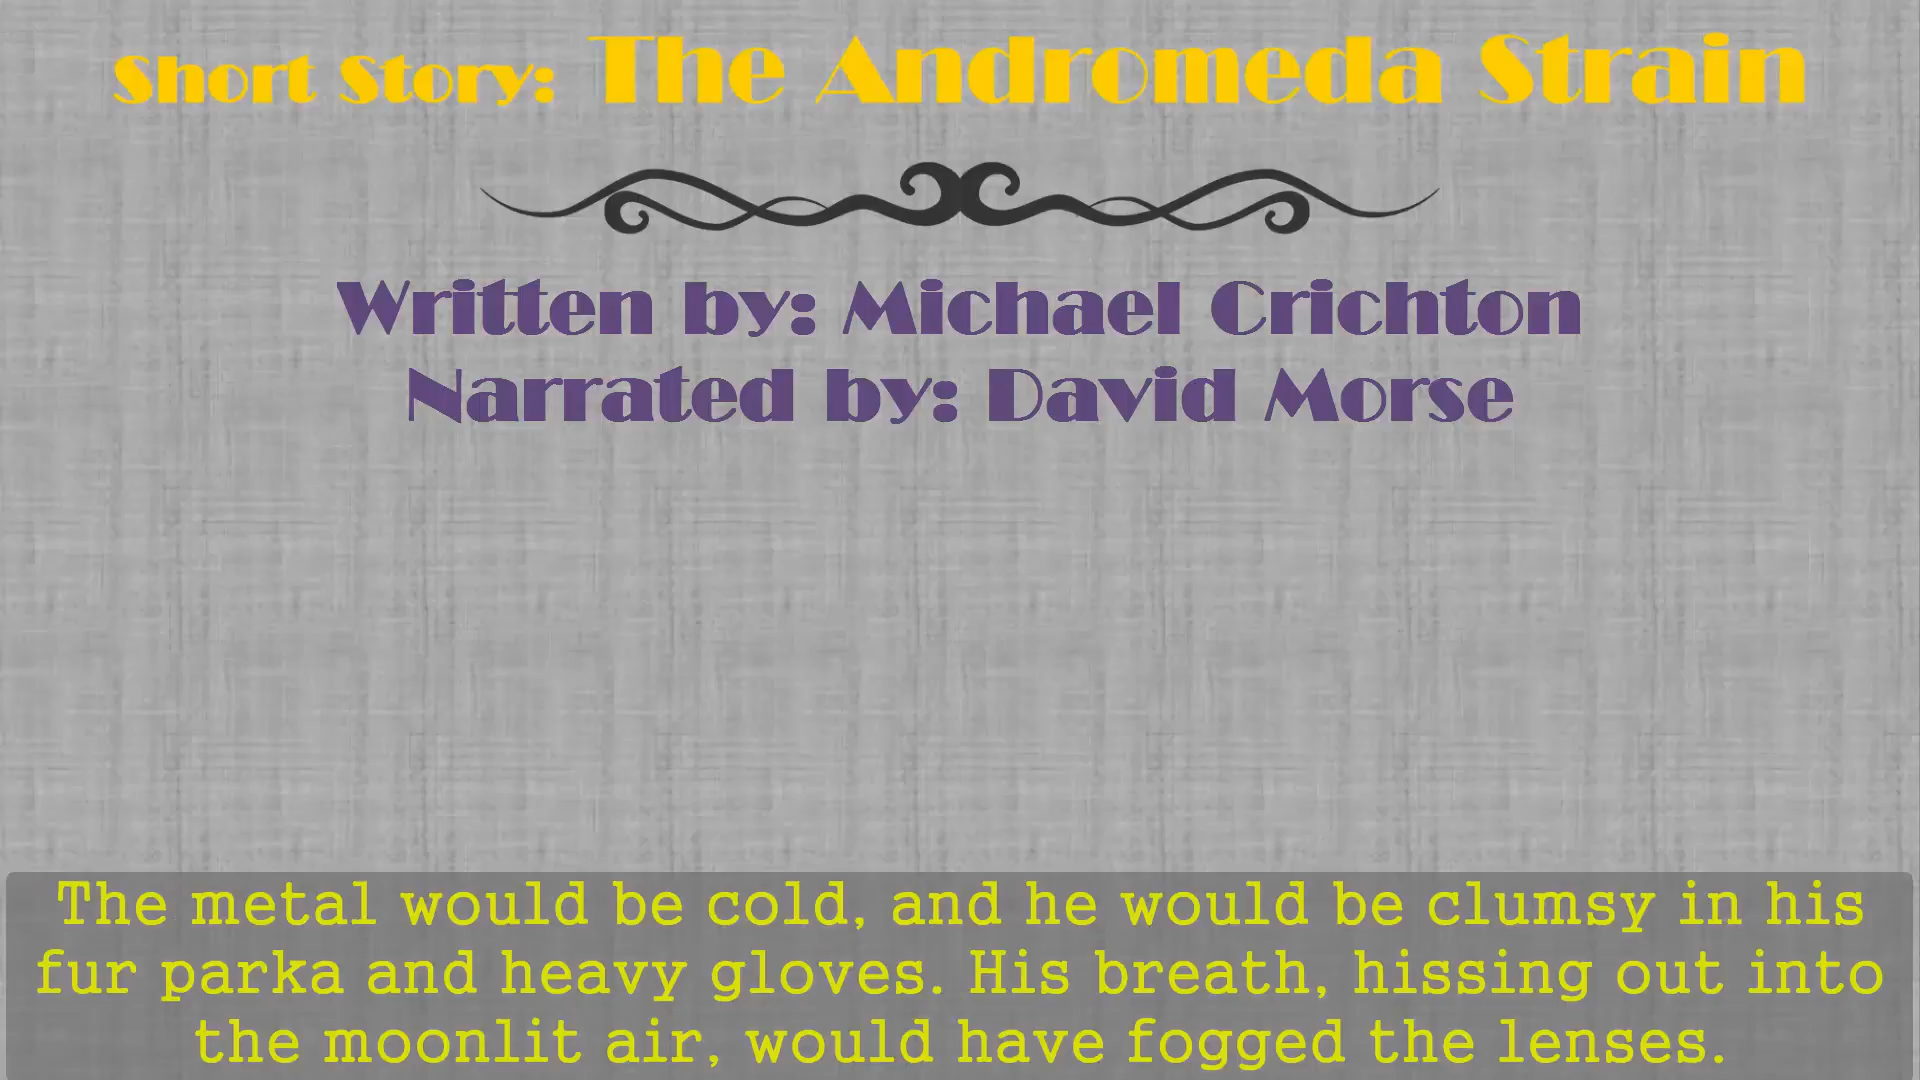 Short Story: The Andromeda Strain
Written by: Michael Crichton
Narrated by: David Morse
The metal would be cold, and he would be clumsy in his
fur parka and heavy gloves. His breath, hissing out into
the moonlit air, would have fogged the lenses.